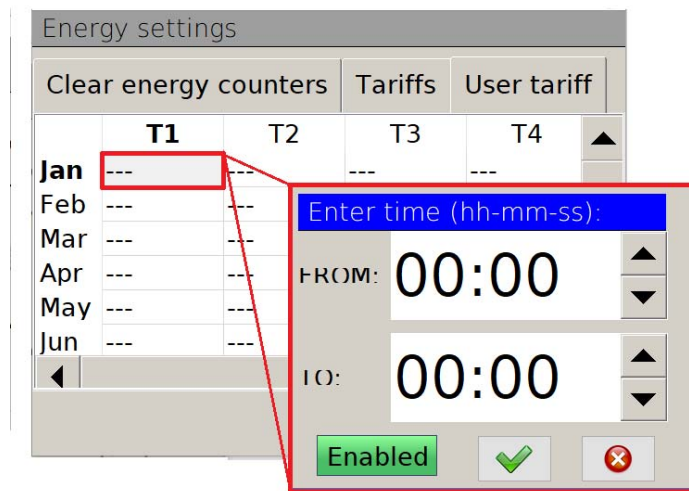 Energy settings
Clear energy counters Tariffs User tariff
T1 T2 T3 T4
Jan --- --- --- ---
Feb --- ---
Mar --- ---
Apr --- ---
May --- ---
Jun --- ---
Enter time (hh-mm-ss):
FROM: 00:00
TO: 00:00
Enabled